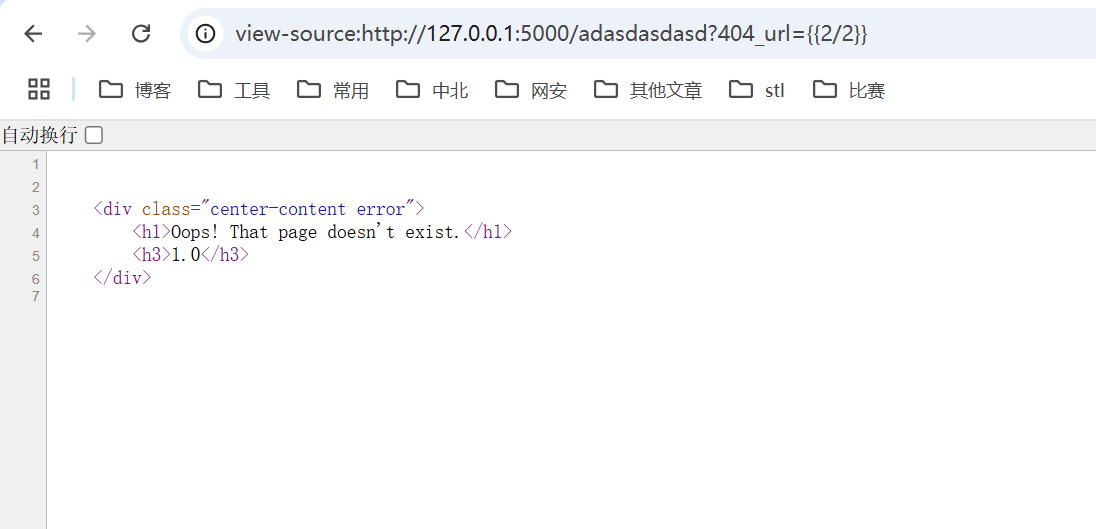 view-source:http://127.0.0.1:5000/adasdasdasd?404_url={{2/2}}
博客 工具 常用 中北 网安 其他文章 stl 比赛
自动换行
1
2
3 <div class="center-content error">
4 <h1>Oops! That page doesn't exist.</h1>
5 <h3>1.0</h3>
6 </div>
7